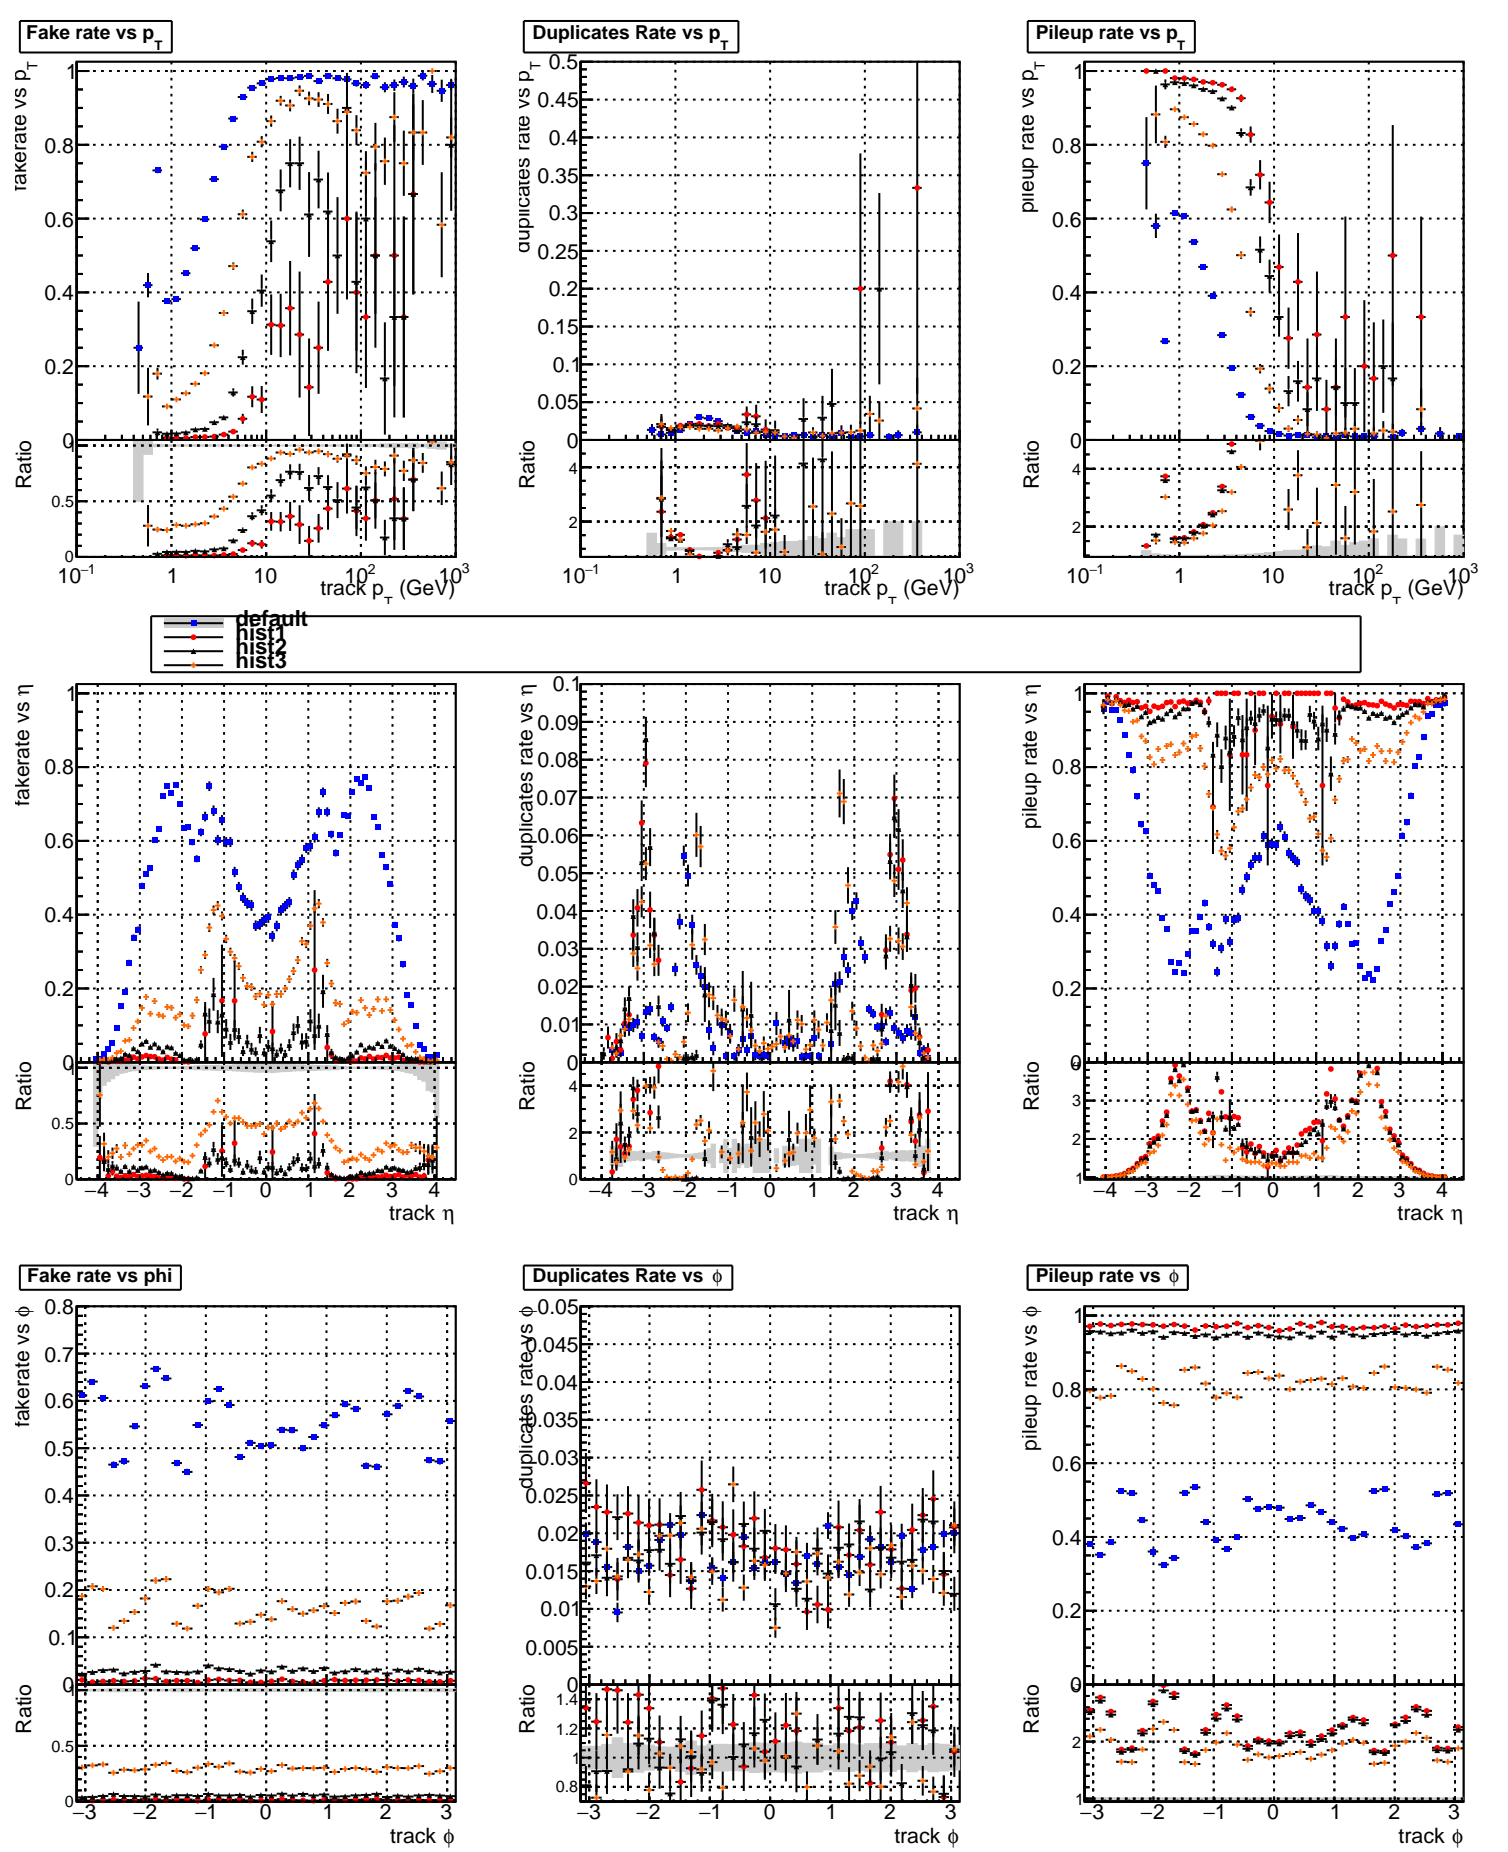 Fake rate vs p_T
Duplicates Rate vs p_T
Pileup rate vs p_T
fakerate vs p_T
1
0.8
0.6
0.4
0.2
0
duplicates rate vs p_T
0.5
0.45
0.4
0.35
0.3
0.25
0.2
0.15
0.1
0.05
0
pileup rate vs p_T
1
0.8
0.6
0.4
0.2
0
Ratio
0.5
0
Ratio
4
2
Ratio
4
2
10⁻¹ 1 10 10² 10³
track p_T (GeV)
10⁻¹ 1 10 10² 10³
track p_T (GeV)
10⁻¹ 1 10 10² 10³
track p_T (GeV)
default
hist1
hist2
hist3
fakerate vs η
1
0.8
0.6
0.4
0.2
0
duplicates rate vs η
0.1
0.09
0.08
0.07
0.06
0.05
0.04
0.03
0.02
0.01
0
pileup rate vs η
1
0.8
0.6
0.4
0.2
Ratio
1
0.5
0
Ratio
4
2
0
Ratio
3
2
1
−4 −3 −2 −1 0 1 2 3 4
track η
−4 −3 −2 −1 0 1 2 3 4
track η
−4 −3 −2 −1 0 1 2 3 4
track η
Fake rate vs phi
Duplicates Rate vs ϕ
Pileup rate vs ϕ
fakerate vs ϕ
0.8
0.7
0.6
0.5
0.4
0.3
0.2
0.1
0
duplicates rate vs ϕ
0.05
0.045
0.04
0.035
0.03
0.025
0.02
0.015
0.01
0.005
0
pileup rate vs ϕ
1
0.8
0.6
0.4
0.2
Ratio
1
0.5
0
Ratio
1.4
1.2
1
0.8
Ratio
2
1
−3 −2 −1 0 1 2 3
track ϕ
−3 −2 −1 0 1 2 3
track ϕ
−3 −2 −1 0 1 2 3
track ϕ